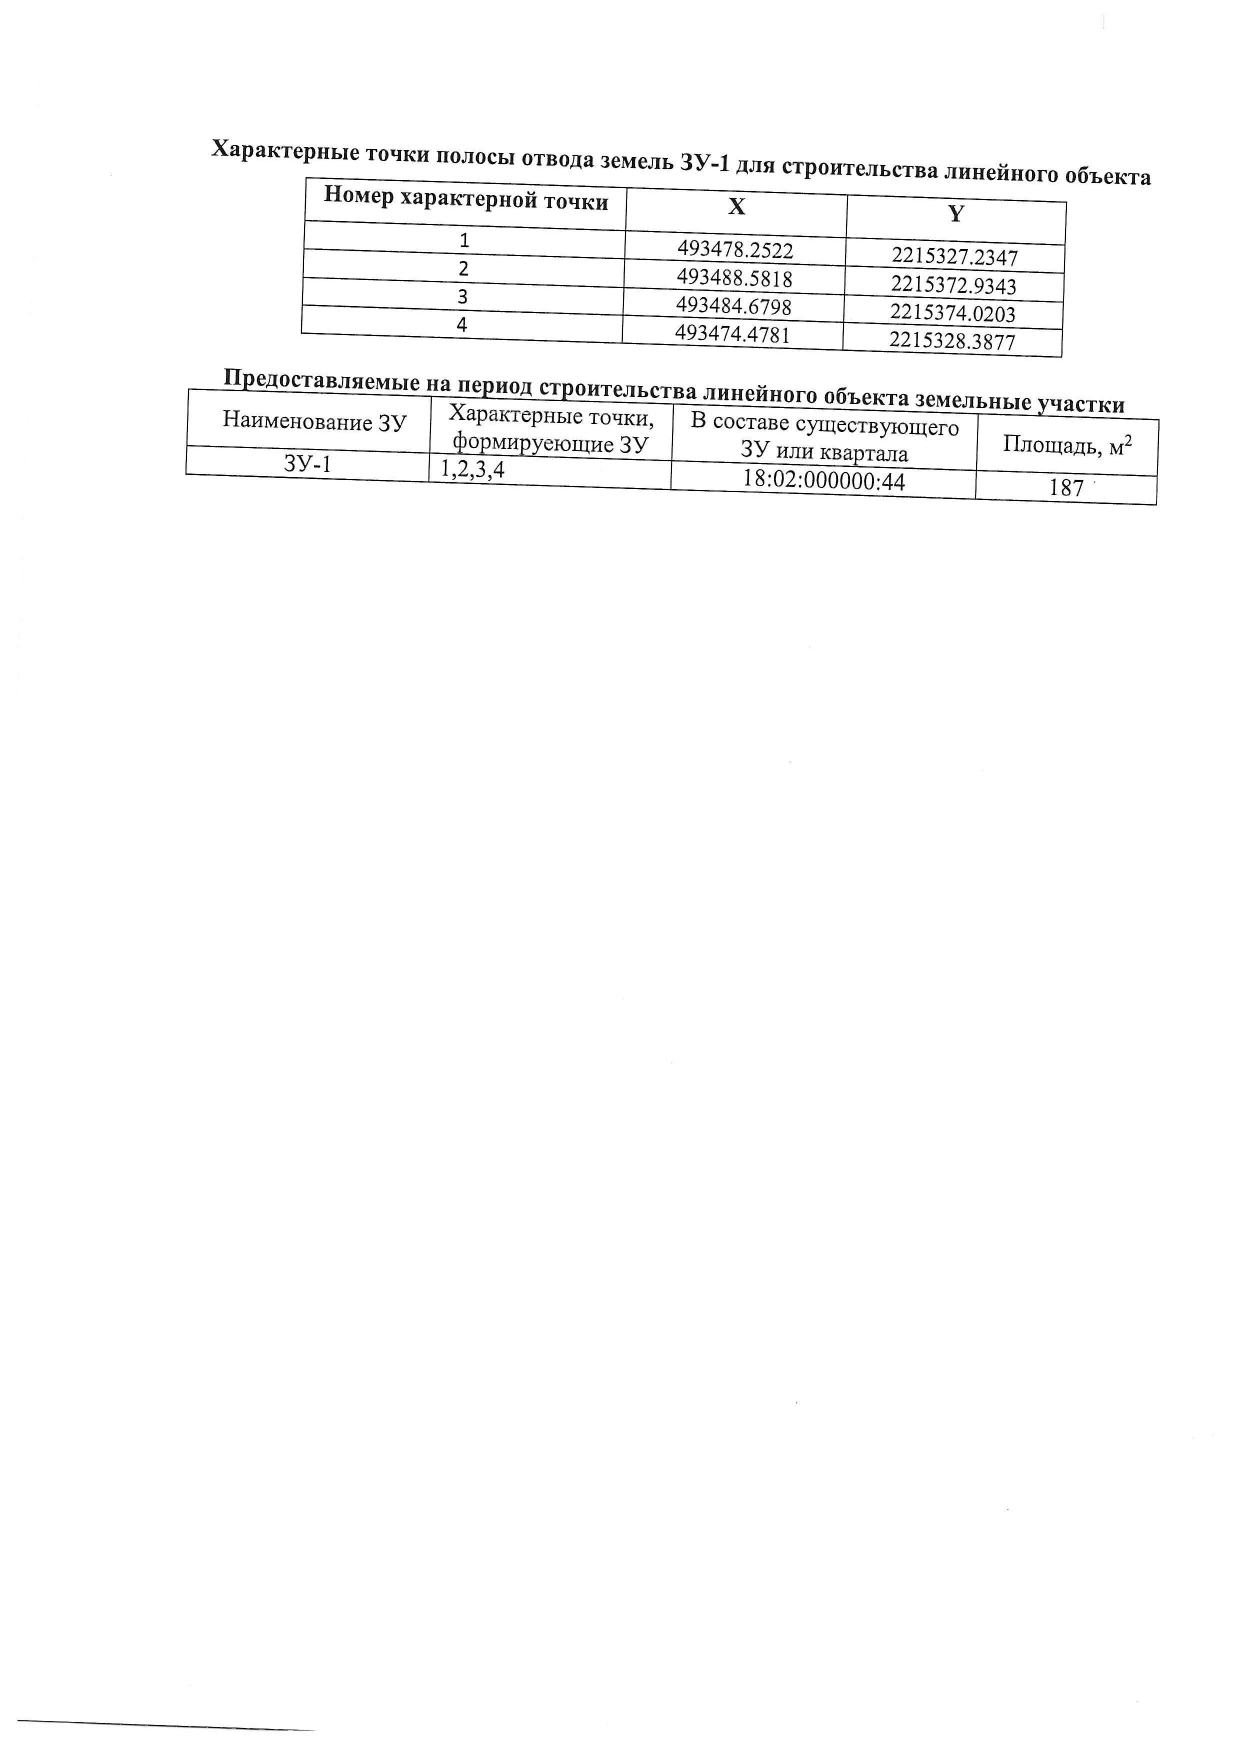 Характерные точки полосы отвода земель ЗУ-1 для строительства линейного объекта
Номер характерной точки X Y
1 493478.2522 2215327.2347
2 493488.5818 2215372.9343
3 493484.6798 2215374.0203
4 493474.4781 2215328.3877
Предоставляемые на период строительства линейного объекта земельные участки
Наименование ЗУ Характерные точки, В составе существующего Площадь, м²
формируеющие ЗУ ЗУ или квартала
ЗУ-1 1,2,3,4 18:02:000000:44 187